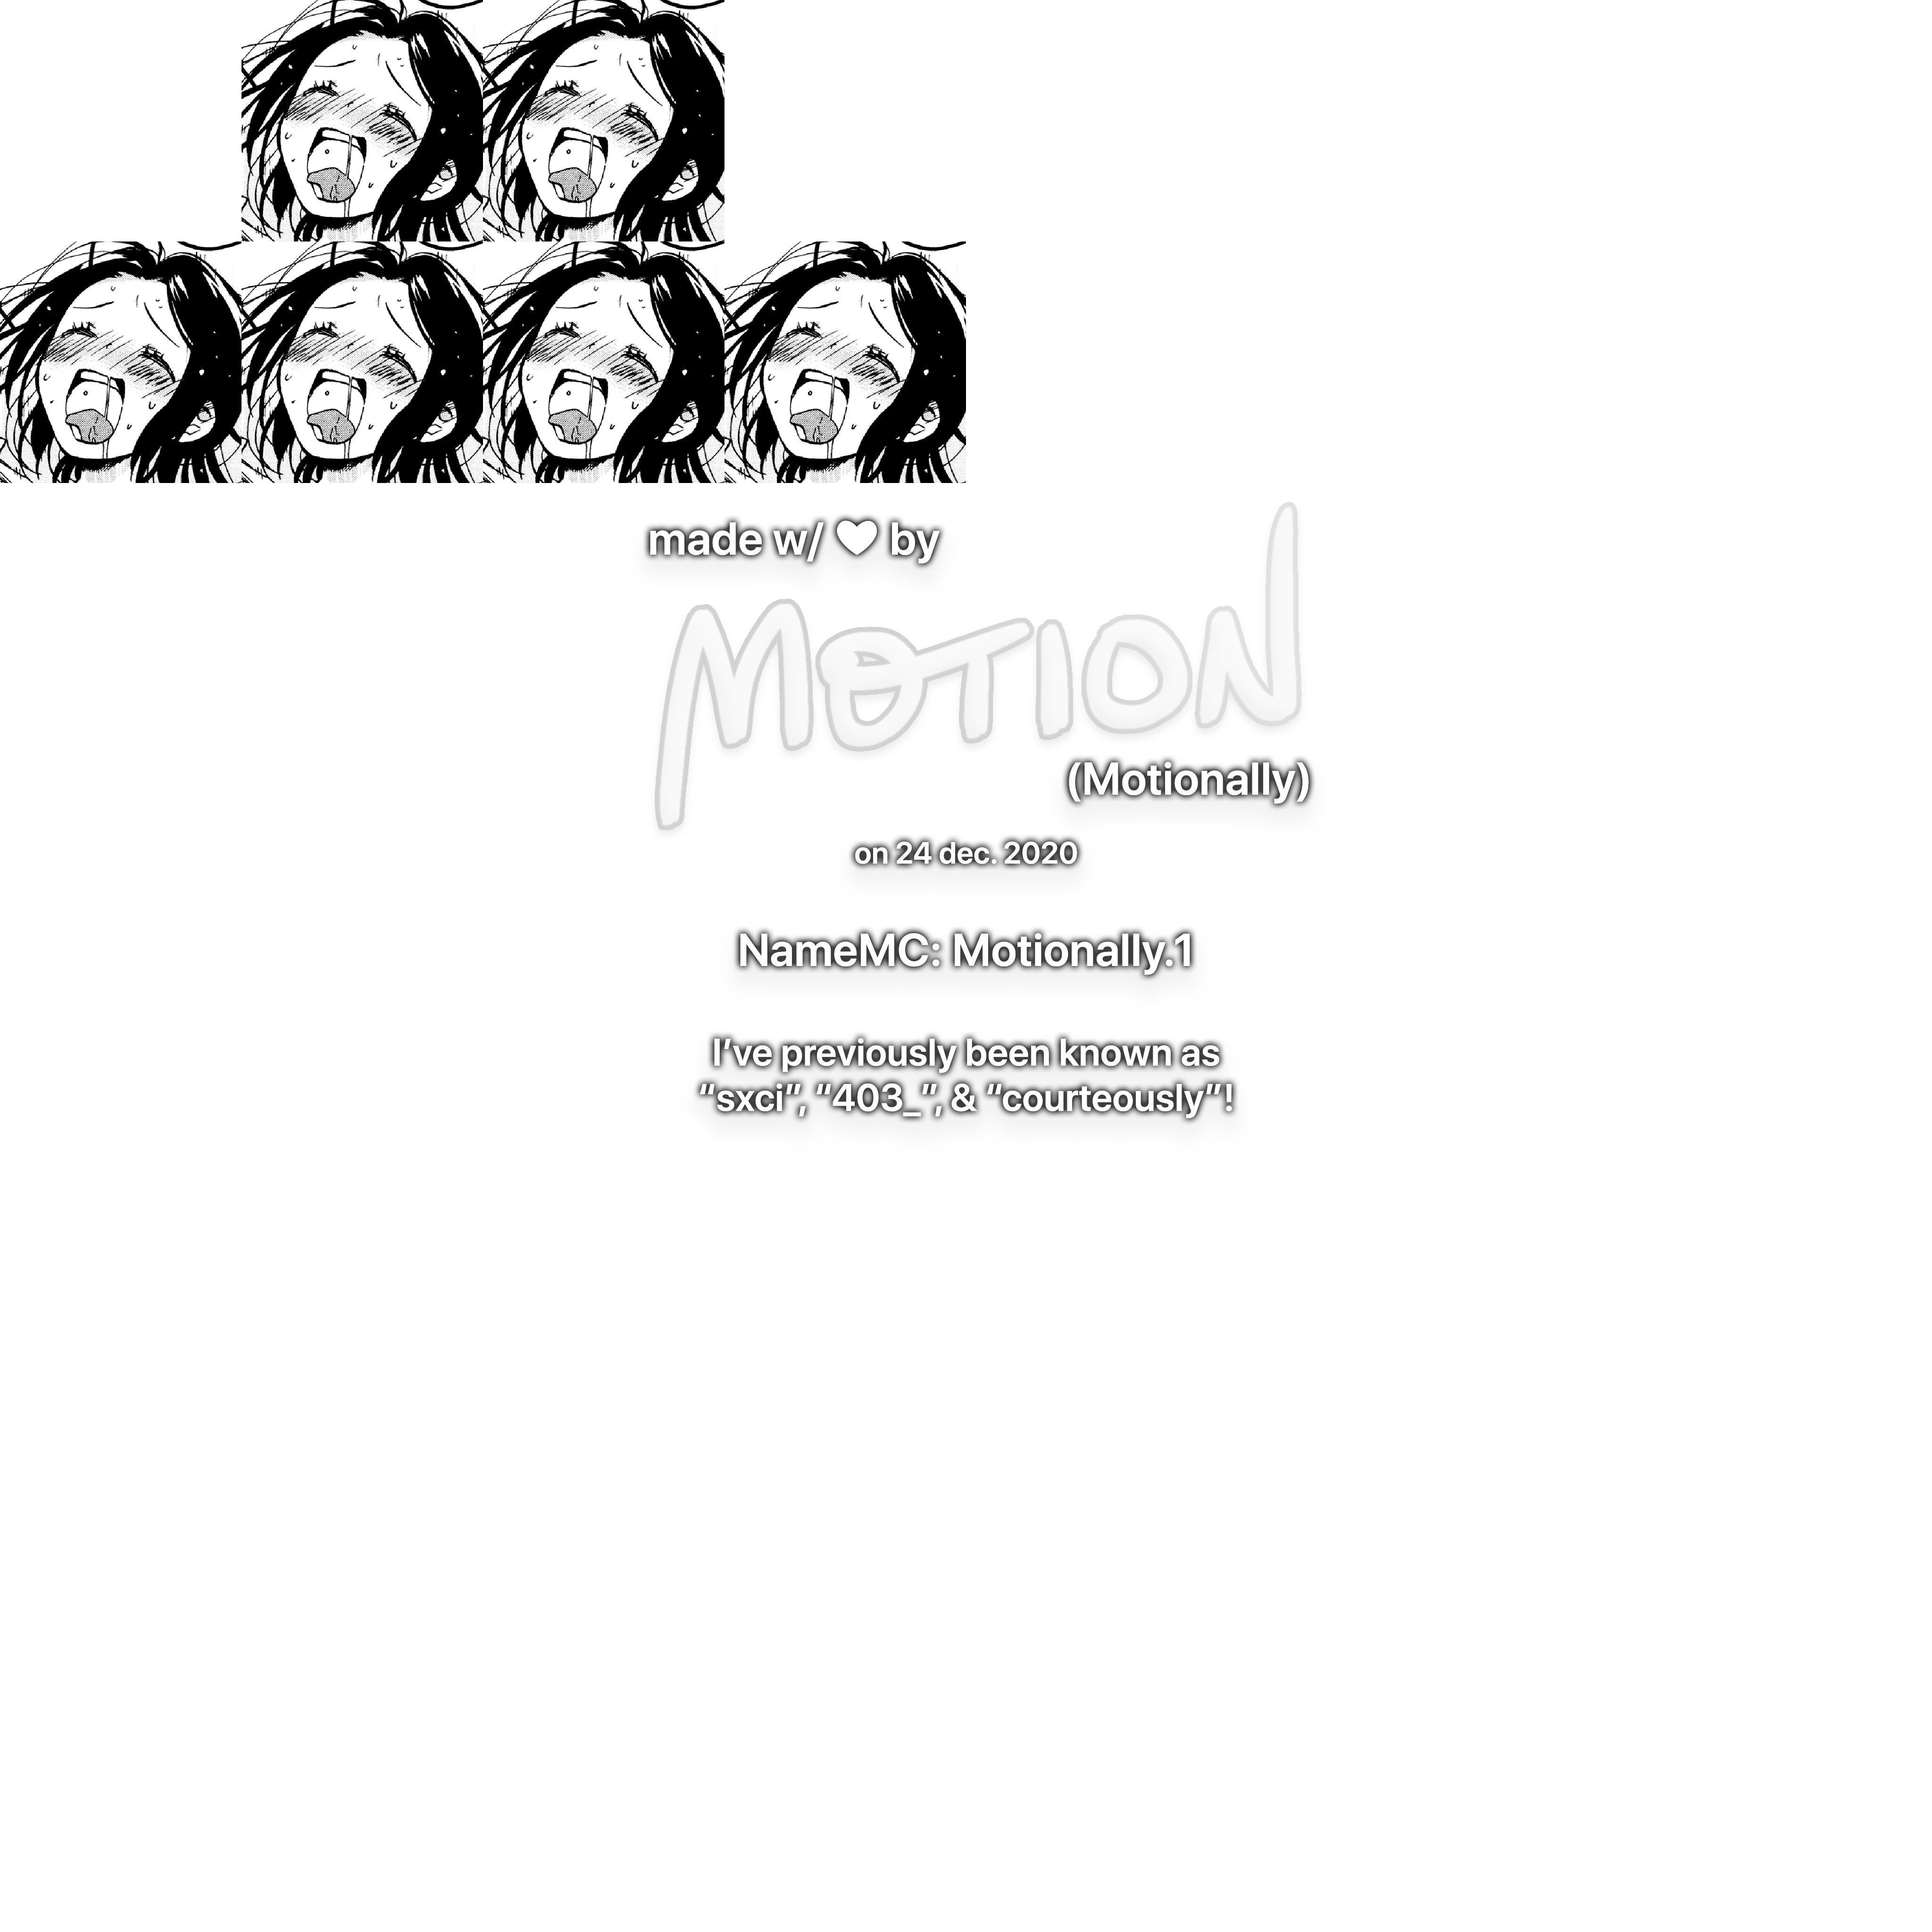 made w/ ♥ by
MOTION
(Motionally)
on 24 dec. 2020
NameMC: Motionally.1
I’ve previously been known as
“sxci”, “403_”, & “courteously”!